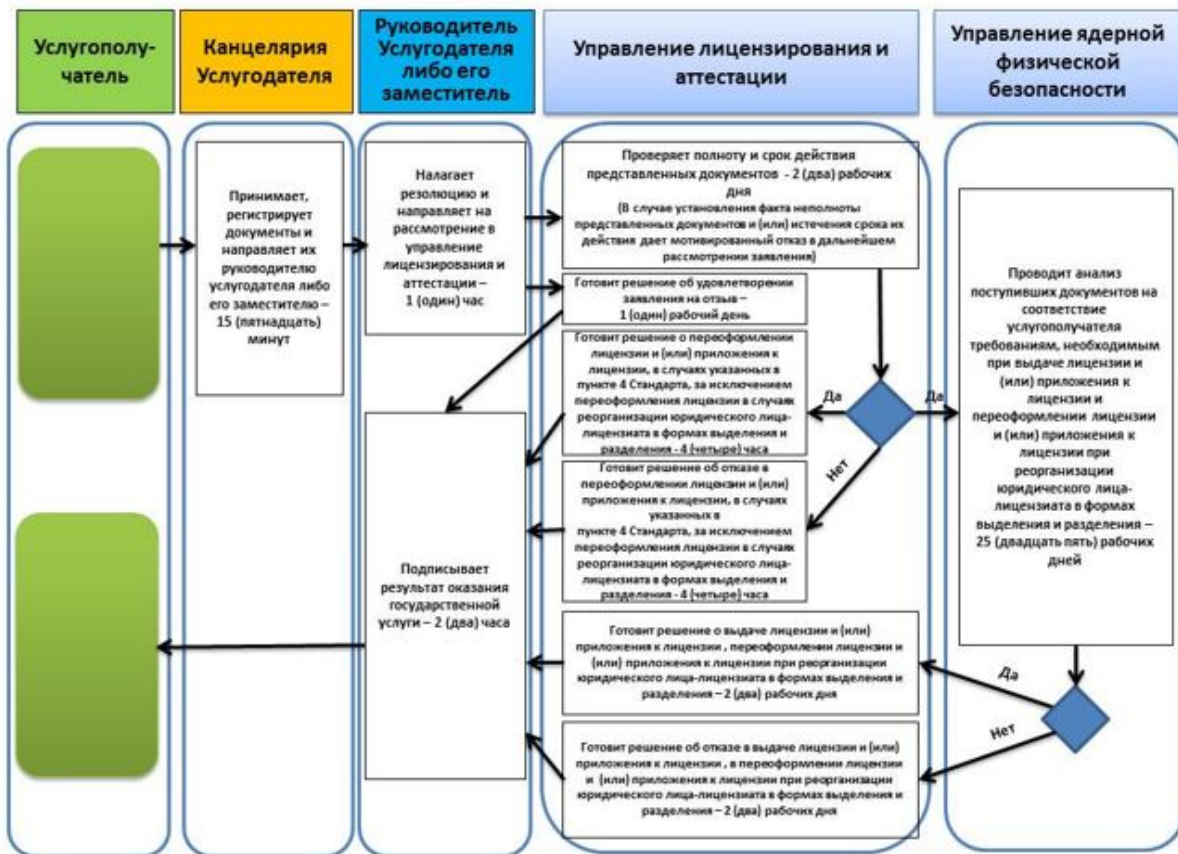 Услугополу-
чатель
Канцелярия
Услугодателя
Руководитель
Услугодателя
либо его
заместитель
Управление лицензирования и
аттестации
Управление ядерной
физической
безопасности
Принимает,
регистрирует
документы и
направляет их
руководителю
услугодателя либо
его заместителю –
15 (пятнадцать)
минут
Налагает
резолюцию и
направляет на
рассмотрение в
управление
лицензирования и
аттестации –
1 (один) час
Проверяет полноту и срок действия
представленных документов - 2 (два) рабочих
дня
(В случае установления факта неполноты
представленных документов и (или) истечения срока их
действия дает мотивированный отказ в дальнейшем
рассмотрении заявления)
Готовит решение об удовлетворении
заявления на отзыв –
1 (один) рабочий день
Готовит решение о переоформлении
лицензии и (или) приложения к
лицензии, в случаях указанных в
пункте 4 Стандарта, за исключением
переоформления лицензии в случаях
реорганизации юридического лица-
лицензиата в формах выделения и
разделения - 4 (четыре) часа
Да
Да
Нет
Готовит решение об отказе в
переоформлении лицензии и (или)
приложения к лицензии, в случаях
указанных в
пункте 4 Стандарта, за исключением
переоформления лицензии в случаях
реорганизации юридического лица-
лицензиата в формах выделения и
разделения - 4 (четыре) часа
Проводит анализ
поступивших документов на
соответствие
услугополучателя
требованиям, необходимым
при выдаче лицензии и
(или) приложения к
лицензии и
переоформлении лицензии
и (или) приложения к
лицензии при
реорганизации
юридического лица-
лицензиата в формах
выделения и разделения –
25 (двадцать пять) рабочих
дней
Подписывает
результат оказания
государственной
услуги – 2 (два) часа
Готовит решение о выдаче лицензии и (или)
приложения к лицензии , переоформлении лицензии и
(или) приложения к лицензии при реорганизации
юридического лица-лицензиата в формах выделения и
разделения – 2 (два) рабочих дня
Да
Нет
Готовит решение об отказе в выдаче лицензии и (или)
приложения к лицензии , в переоформлении лицензии
и (или) приложения к лицензии при реорганизации
юридического лица-лицензиата в формах выделения и
разделения – 2 (два) рабочих дня